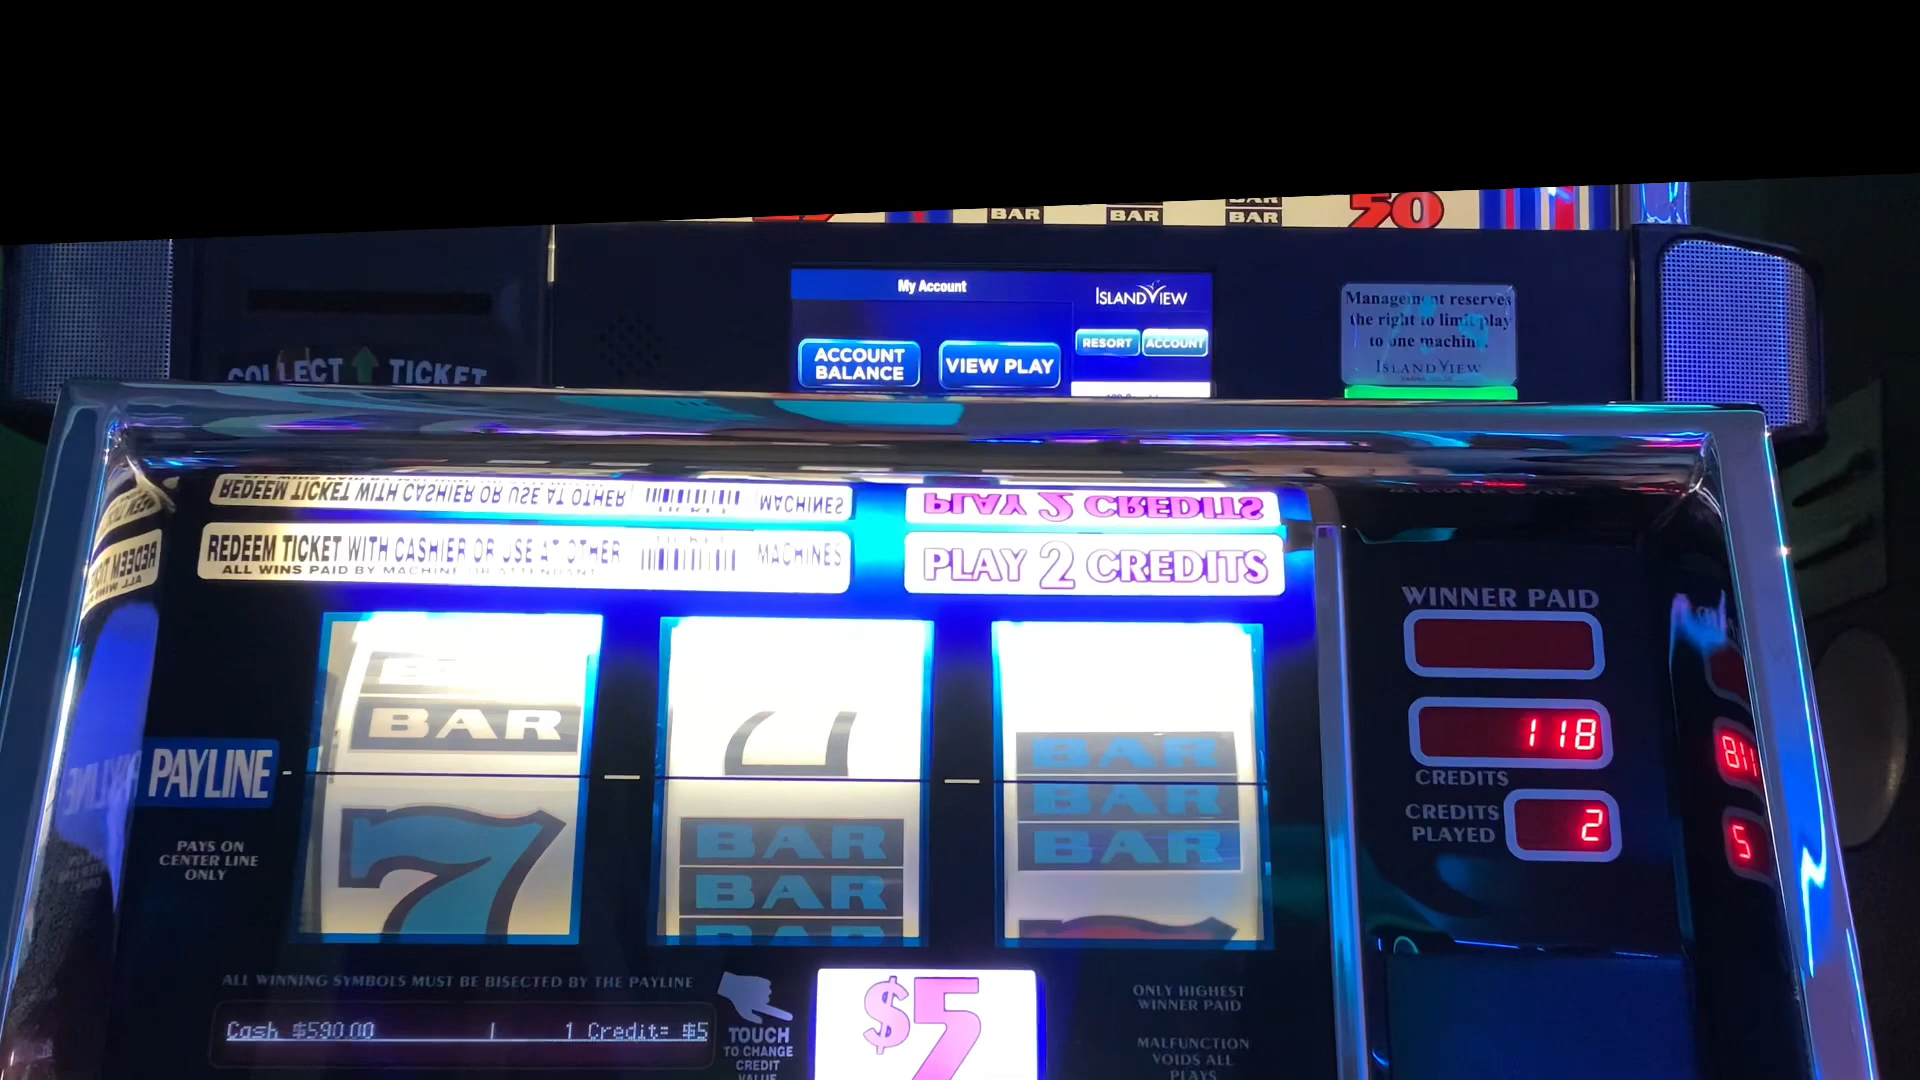 BAR
BAR
BAR
50
My Account
ISLANDVIEW
RESORT
ACCOUNT
ACCOUNT
BALANCE
VIEW PLAY
Management reserves
the right to limit play
to one machine.
ISLANDVIEW
COLLECT TICKET
REDEEM TICKET WITH CASHIER OR USE AT OTHER MACHINES
PLAY 2 CREDITS
REDEEM TICKET WITH CASHIER OR USE AT OTHER MACHINES
ALL WINS PAID BY MACHINE OR ATTENDANT
PLAY 2 CREDITS
WINNER PAID
118
CREDITS
CREDITS
PLAYED
2
BAR
BAR
BAR
BAR
BAR
BAR
BAR
BAR
7
PAYLINE
PAYS ON
CENTER LINE
ONLY
ALL WINNING SYMBOLS MUST BE BISECTED BY THE PAYLINE
Cash $590.00 | 1 Credit= $5
TOUCH
TO CHANGE
CREDIT
VALUE
$5
ONLY HIGHEST
WINNER PAID
MALFUNCTION
VOIDS ALL
PLAYS